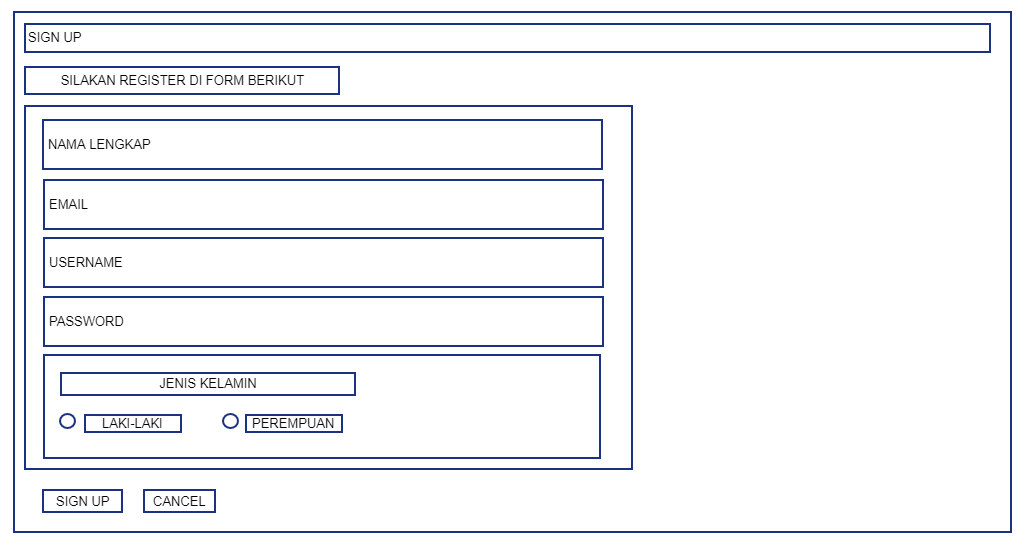 SIGN UP
SILAKAN REGISTER DI FORM BERIKUT
NAMA LENGKAP
EMAIL
USERNAME
PASSWORD
JENIS KELAMIN
LAKI-LAKI PEREMPUAN
SIGN UP CANCEL